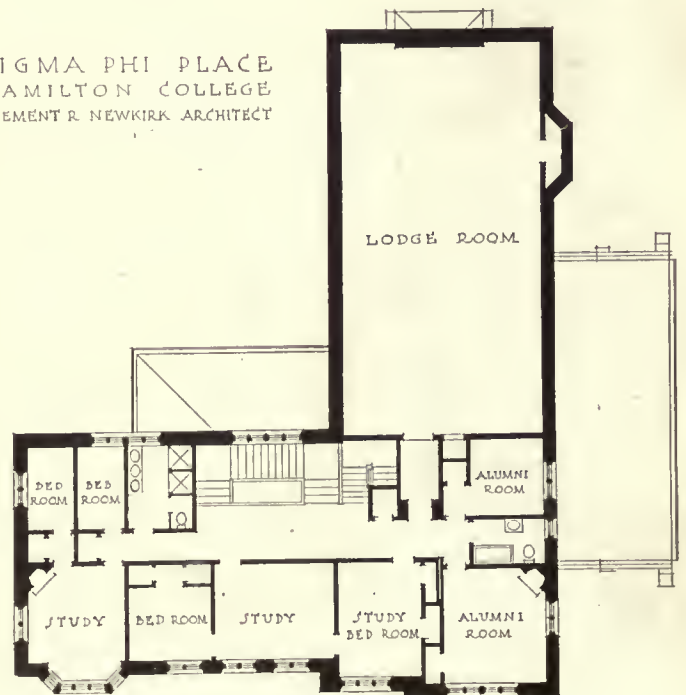 IGMA PHI PLACE
AMILTON COLLEGE
EMENT R NEWKIRK ARCHITECT
LODGE ROOM
BED
ROOM
BED
ROOM
ALUMNI
ROOM
STUDY
BED ROOM
STUDY
STUDY
BED ROOM
ALUMNI
ROOM